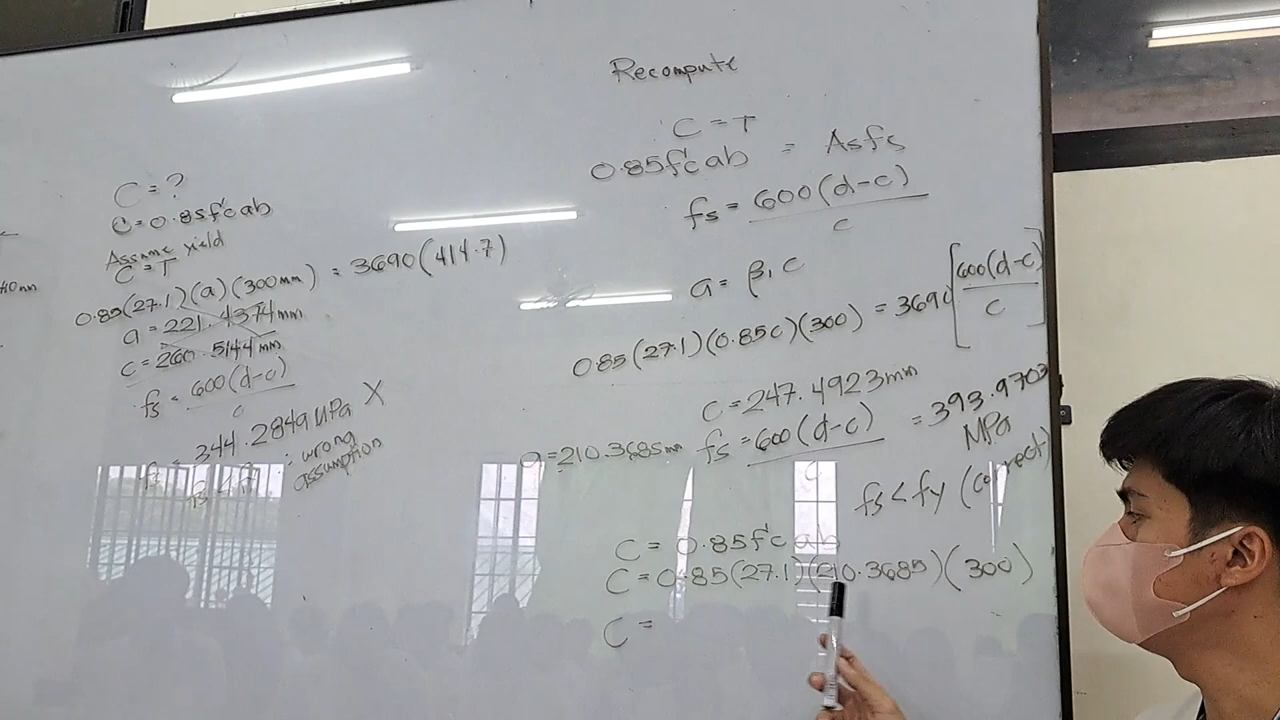 C = ?
C = 0.85f'c ab
Assume yield
C = T
0.85(27.1)(a)(300mm) = 3690(414.7)
a = 221.4374mm
c = 260.5144mm
fs = 600(d-c)
c
344.2849 MPa X
: wrong
assumption
Recompute
C = T
0.85f'c ab = Asfs
fs = 600(d-c)
c
a = β1 c
0.85(27.1)(0.85c)(300) = 3690[600(d-c)
c]
c = 247.4923mm
a = 210.3685mm fs = 600(d-c) = 393.9703
c
MPa
fs < fy (correct)
C = 0.85f'c ab
C = 0.85(27.1)(210.3685)(300)
C =